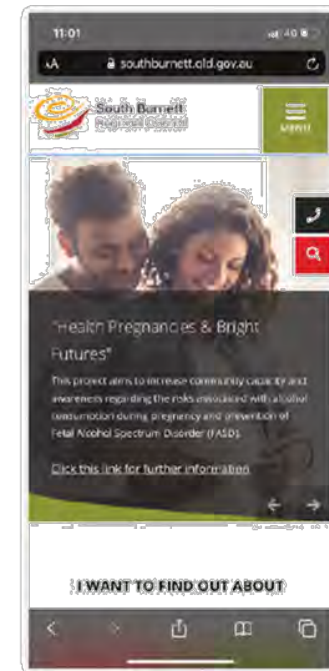 11:01
4G
AA southburnett.qld.gov.au
South Burnett
Regional Council
MENU
"Health Pregnancies & Bright
Futures"
This project aims to increase community capacity and
awareness regarding the risks associated with alcohol
consumption during pregnancy and prevention of
Fetal Alcohol Spectrum Disorder (FASD).
Click this link for further information
I WANT TO FIND OUT ABOUT